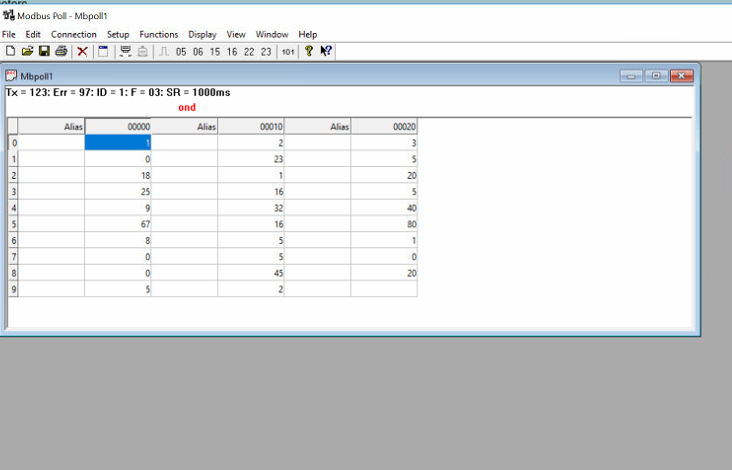 Modbus Poll - Mbpoll1
File Edit Connection Setup Functions Display View Window Help
05 06 15 16 22 23 101
Mbpoll1
Tx = 123: Err = 97: ID = 1: F = 03: SR = 1000ms
ond
Alias 00000 Alias 00010 Alias 00020
0 1 2 3
1 0 23 5
2 18 1 20
3 25 16 5
4 9 32 40
5 67 16 80
6 8 5 1
7 0 5 0
8 0 45 20
9 5 2